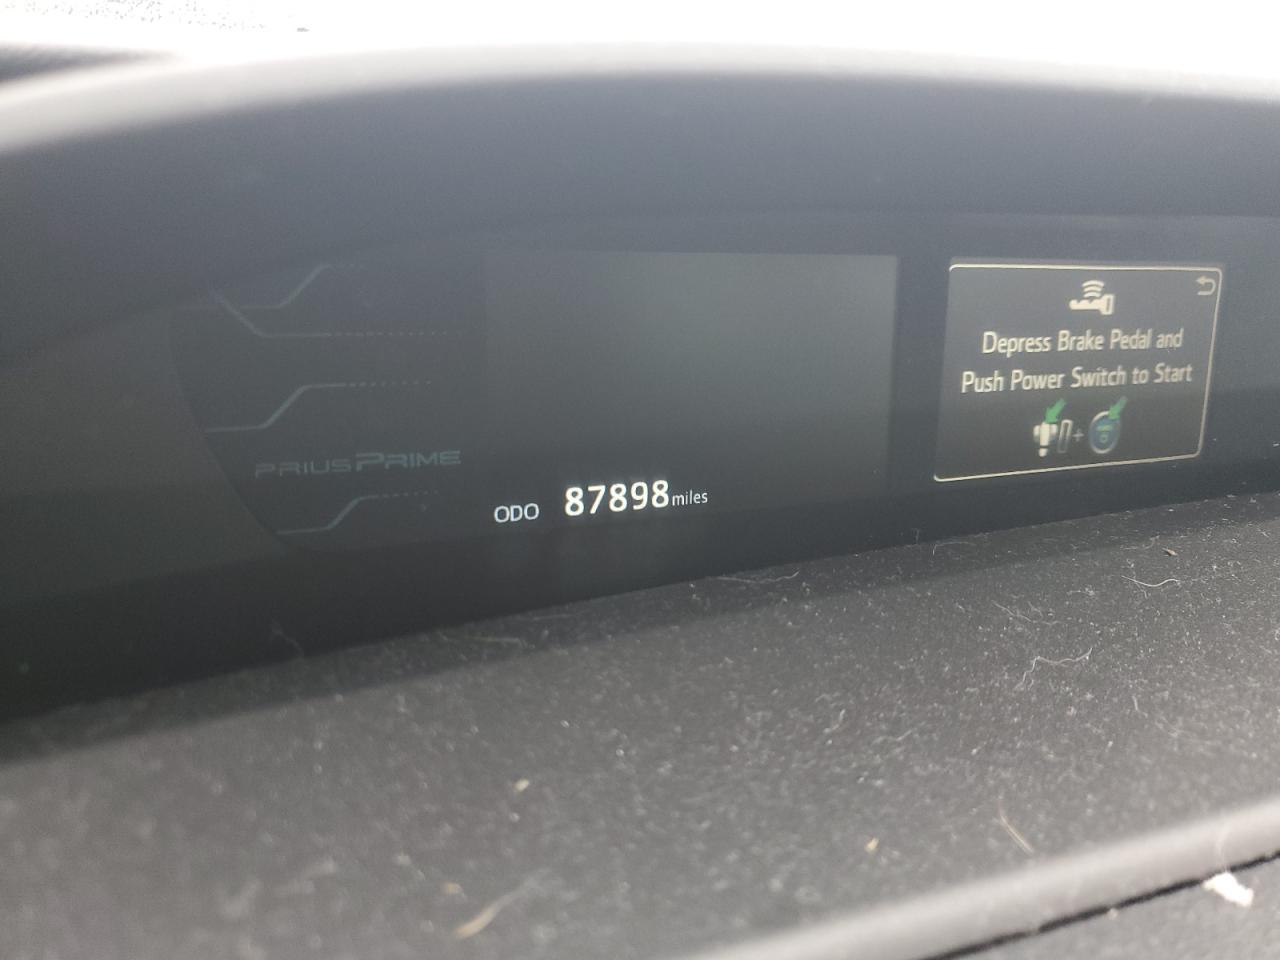 PRIUS PRIME
ODO 87898 miles
Depress Brake Pedal and
Push Power Switch to Start